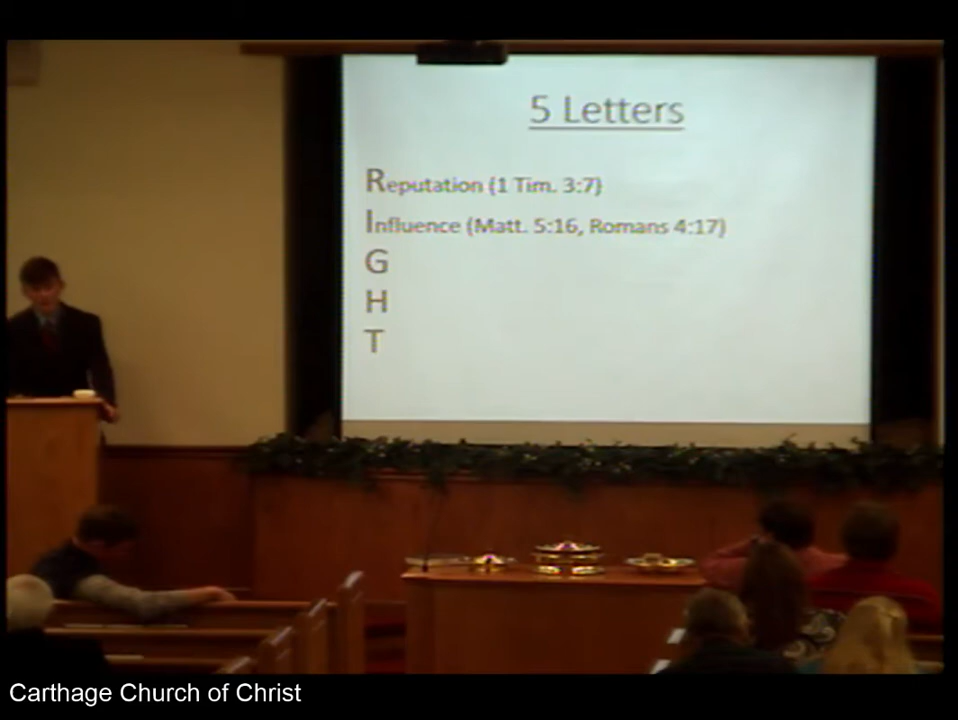 5 Letters
Reputation (1 Tim. 3:7)
Influence (Matt. 5:16, Romans 4:17)
G
H
T
Carthage Church of Christ